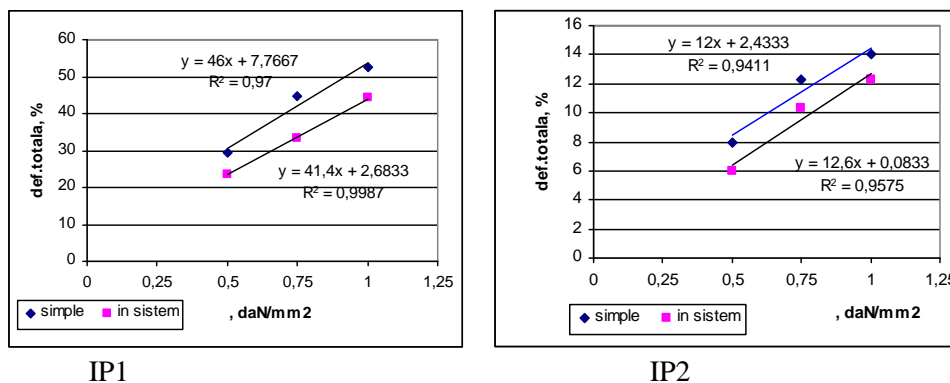 60
50
40
30
20
10
0
def.totala, %
y = 46x + 7,7667
R² = 0,97
y = 41,4x + 2,6833
R² = 0,9987
0 0,25 0,5 0,75 1 1,25
simple in sistem , daN/mm2
IP1
16
14
12
10
8
6
4
2
0
def.totala, %
y = 12x + 2,4333
R² = 0,9411
y = 12,6x + 0,0833
R² = 0,9575
0 0,25 0,5 0,75 1 1,25
simple in sistem , daN/mm2
IP2